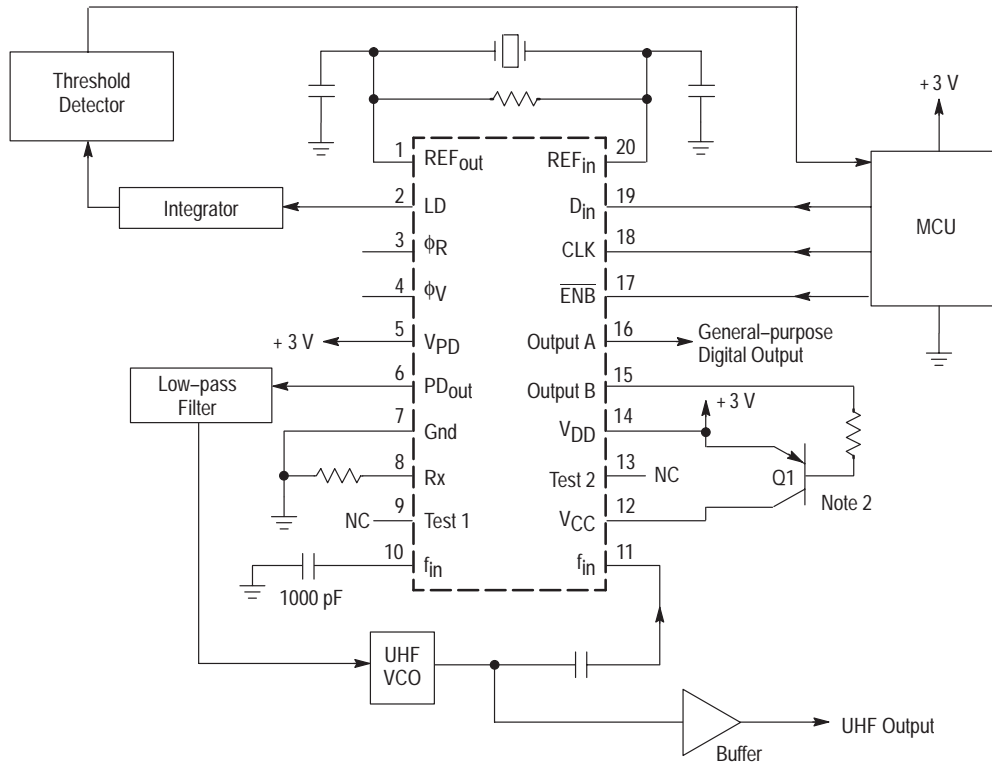 Threshold
Detector
+ 3 V
MCU
Integrator
1 REFout
REFin 20
2 LD
Din 19
3 ϕR
CLK 18
4 ϕV
ENB 17
+ 3 V
5 VPD
Output A 16
General–purpose
Digital Output
Low–pass
Filter
6 PDout
Output B 15
7 Gnd
VDD 14
+ 3 V
8 Rx
Test 2 13
NC
Q1
Note 2
NC
9 Test 1
VCC 12
10 fin
fin 11
1000 pF
UHF
VCO
Buffer
UHF Output